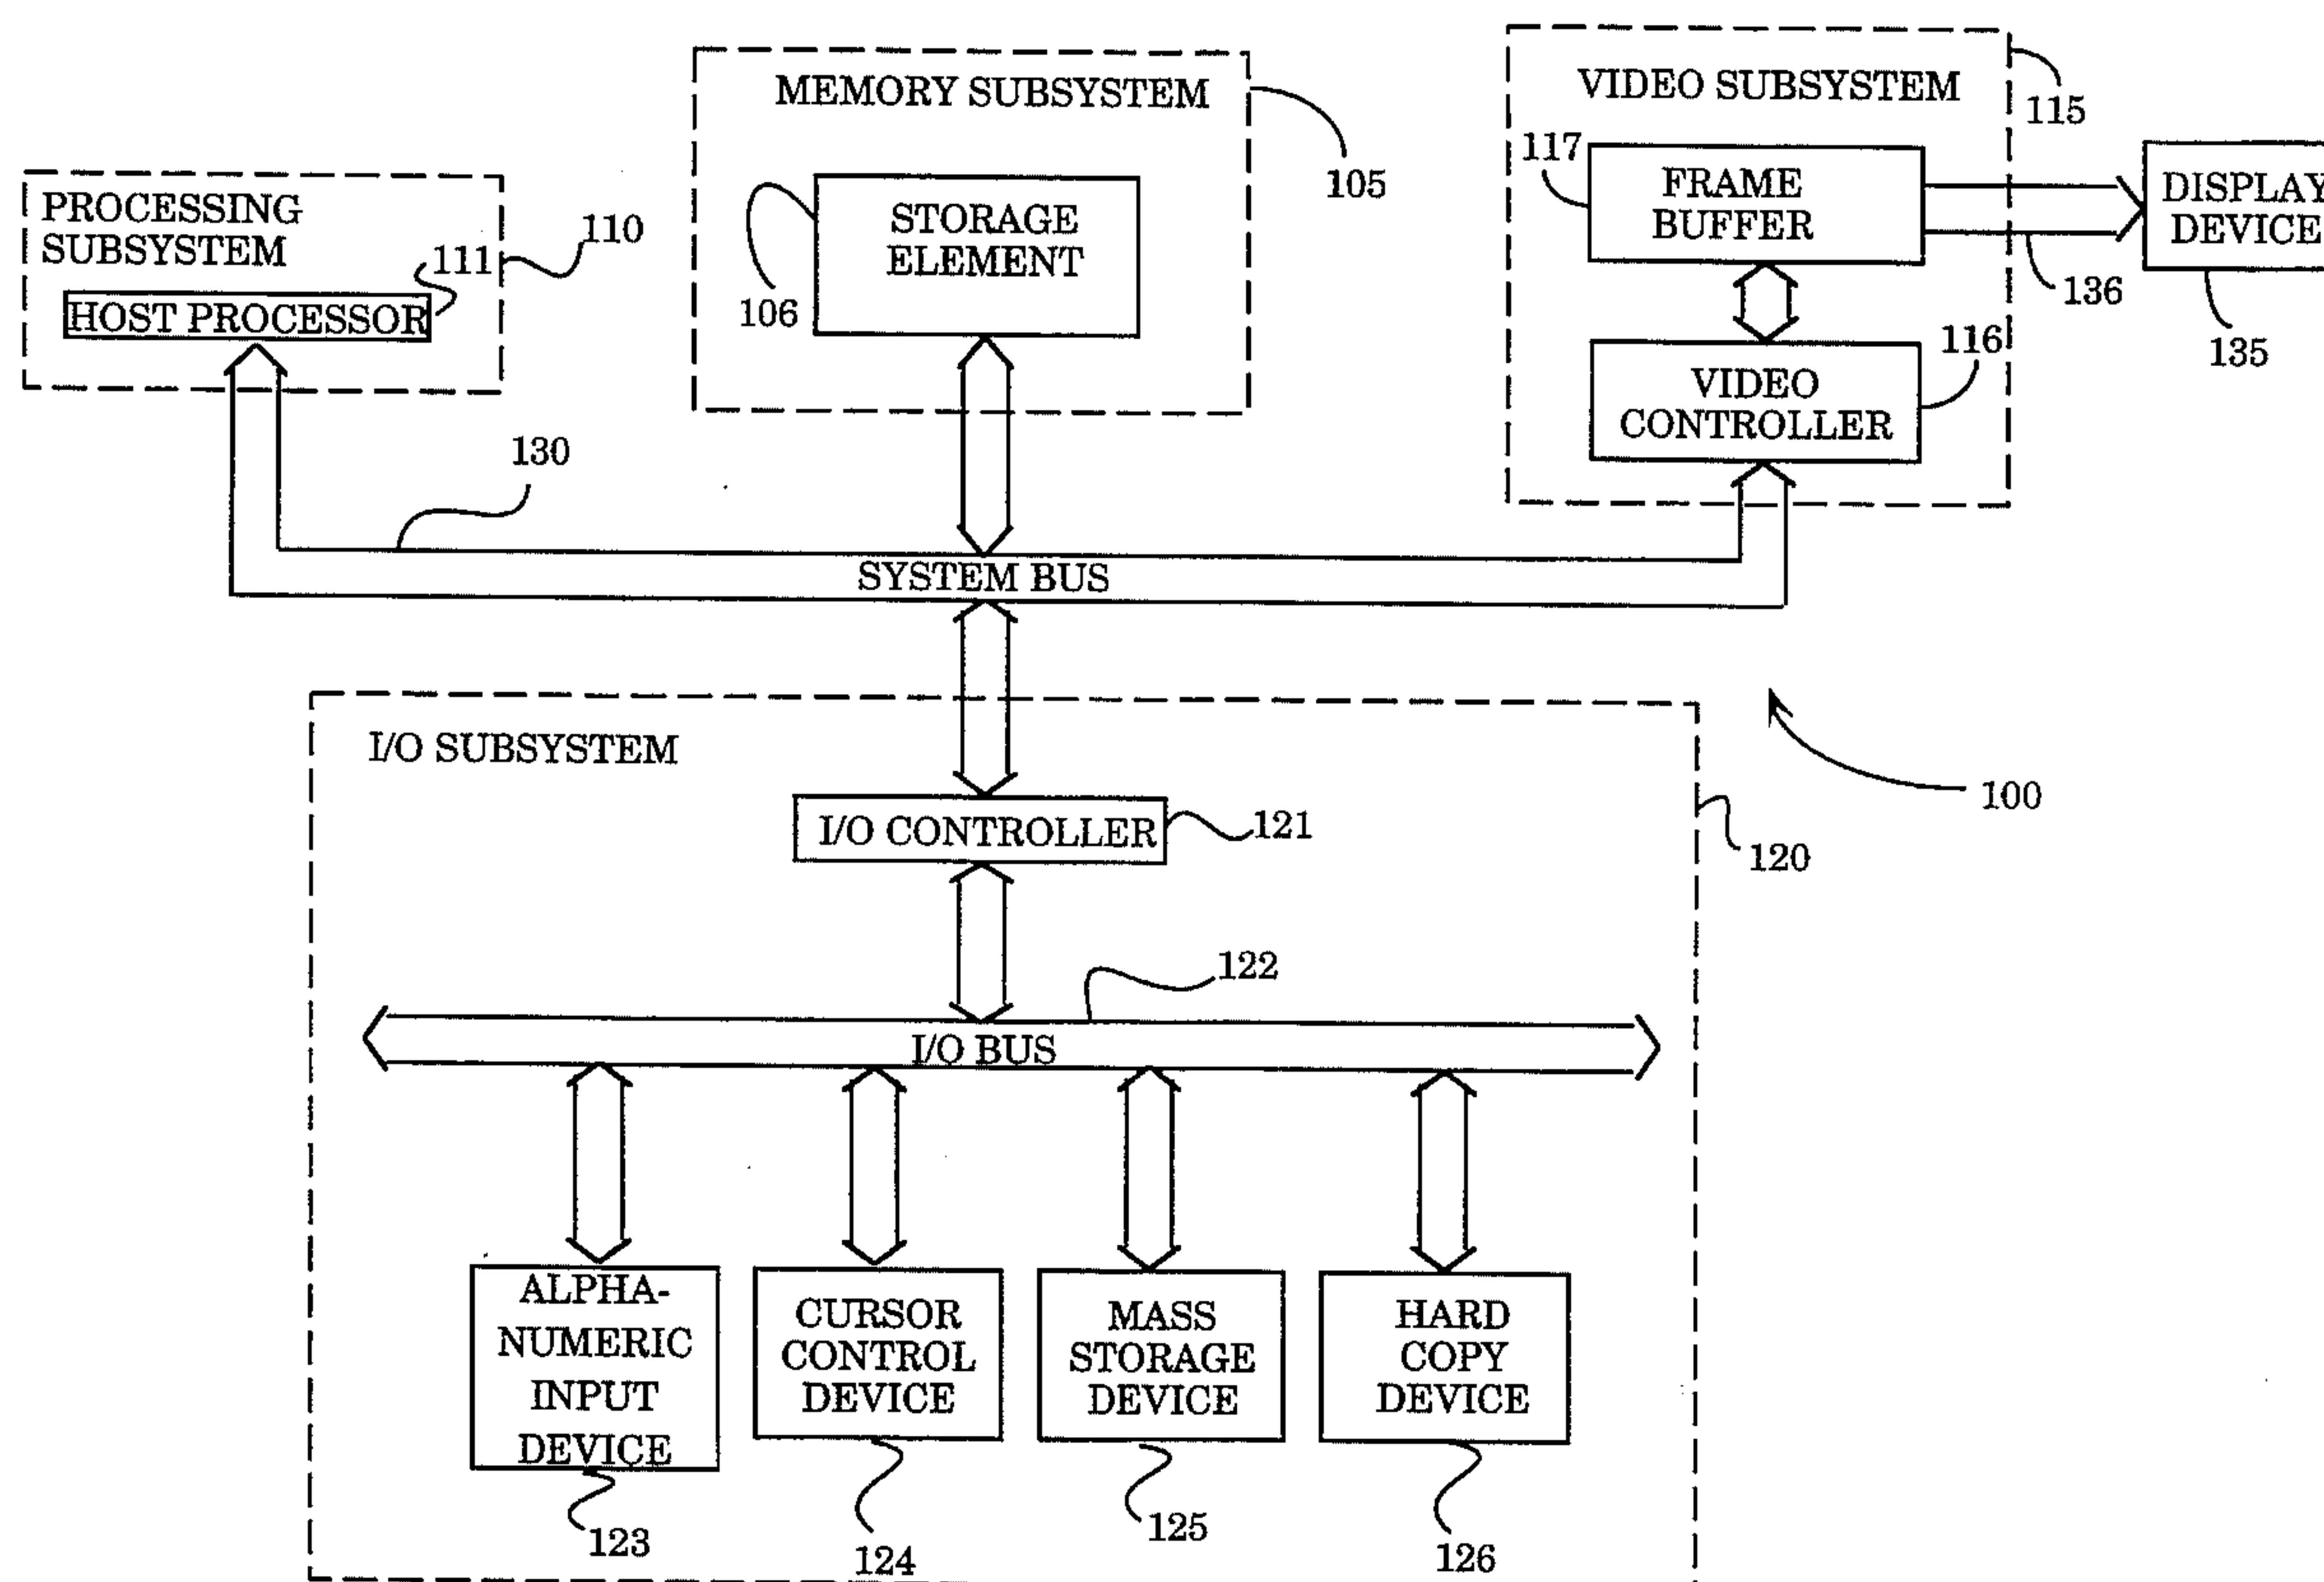 MEMORY SUBSYSTEM
VIDEO SUBSYSTEM
115
105
PROCESSING
SUBSYSTEM
110
111
HOST PROCESSOR
STORAGE
ELEMENT
106
117
FRAME
BUFFER
DISPLAY
DEVICE
136
135
116
VIDEO
CONTROLLER
130
SYSTEM BUS
100
I/O SUBSYSTEM
120
I/O CONTROLLER
121
122
I/O BUS
ALPHA-
NUMERIC
INPUT
DEVICE
CURSOR
CONTROL
DEVICE
MASS
STORAGE
DEVICE
HARD
COPY
DEVICE
123
124
125
126